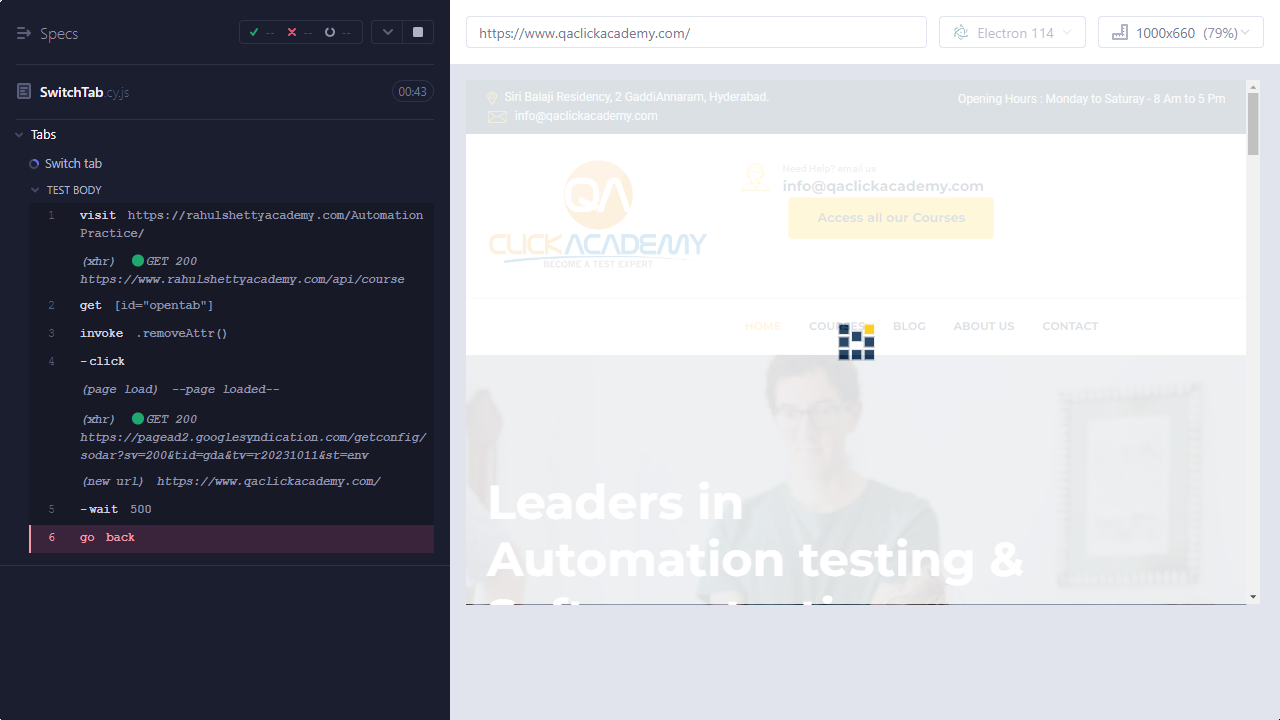 Specs
-- -- --
SwitchTab.cy.js
00:43
Tabs
Switch tab
TEST BODY
1 visit https://rahulshettyacademy.com/Automation
Practice/
(xhr) GET 200
https://www.rahulshettyacademy.com/api/course
2 get [id="opentab"]
3 invoke .removeAttr()
4 -click
(page load) --page loaded--
(xhr) GET 200
https://pagead2.googlesyndication.com/getconfig/
sodar?sv=200&tid=gda&tv=r20231011&st=env
(new url) https://www.qaclickacademy.com/
5 -wait 500
6 go back
https://www.qaclickacademy.com/
Electron 114
1000x660 (79%)
Siri Balaji Residency, 2 GaddiAnnaram, Hyderabad.
info@qaclickacademy.com
Opening Hours : Monday to Saturay - 8 Am to 5 Pm
QA
CLICKACADEMY
BECOME A TEST EXPERT
Need Help? email us
info@qaclickacademy.com
Access all our Courses
HOME COURSES BLOG ABOUT US CONTACT
Leaders in
Automation testing &